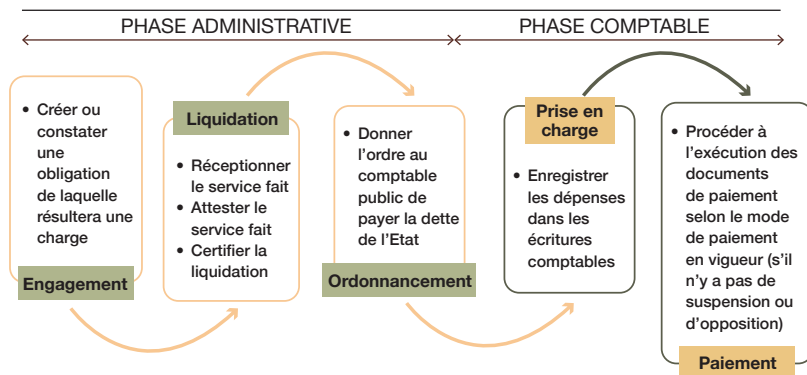 PHASE ADMINISTRATIVE
PHASE COMPTABLE
• Créer ou
constater
une
obligation
de laquelle
résultera une
charge
Engagement
Liquidation
• Réceptionner
le service fait
• Attester le
service fait
• Certifier la
liquidation
• Donner
l’ordre au
comptable
public de
payer la dette
de l’Etat
Ordonnancement
Prise en
charge
• Enregistrer
les dépenses
dans les
écritures
comptables
• Procéder à
l’exécution des
documents
de paiement
selon le mode
de paiement
en vigueur (s’il
n’y a pas de
suspension ou
d’opposition)
Paiement